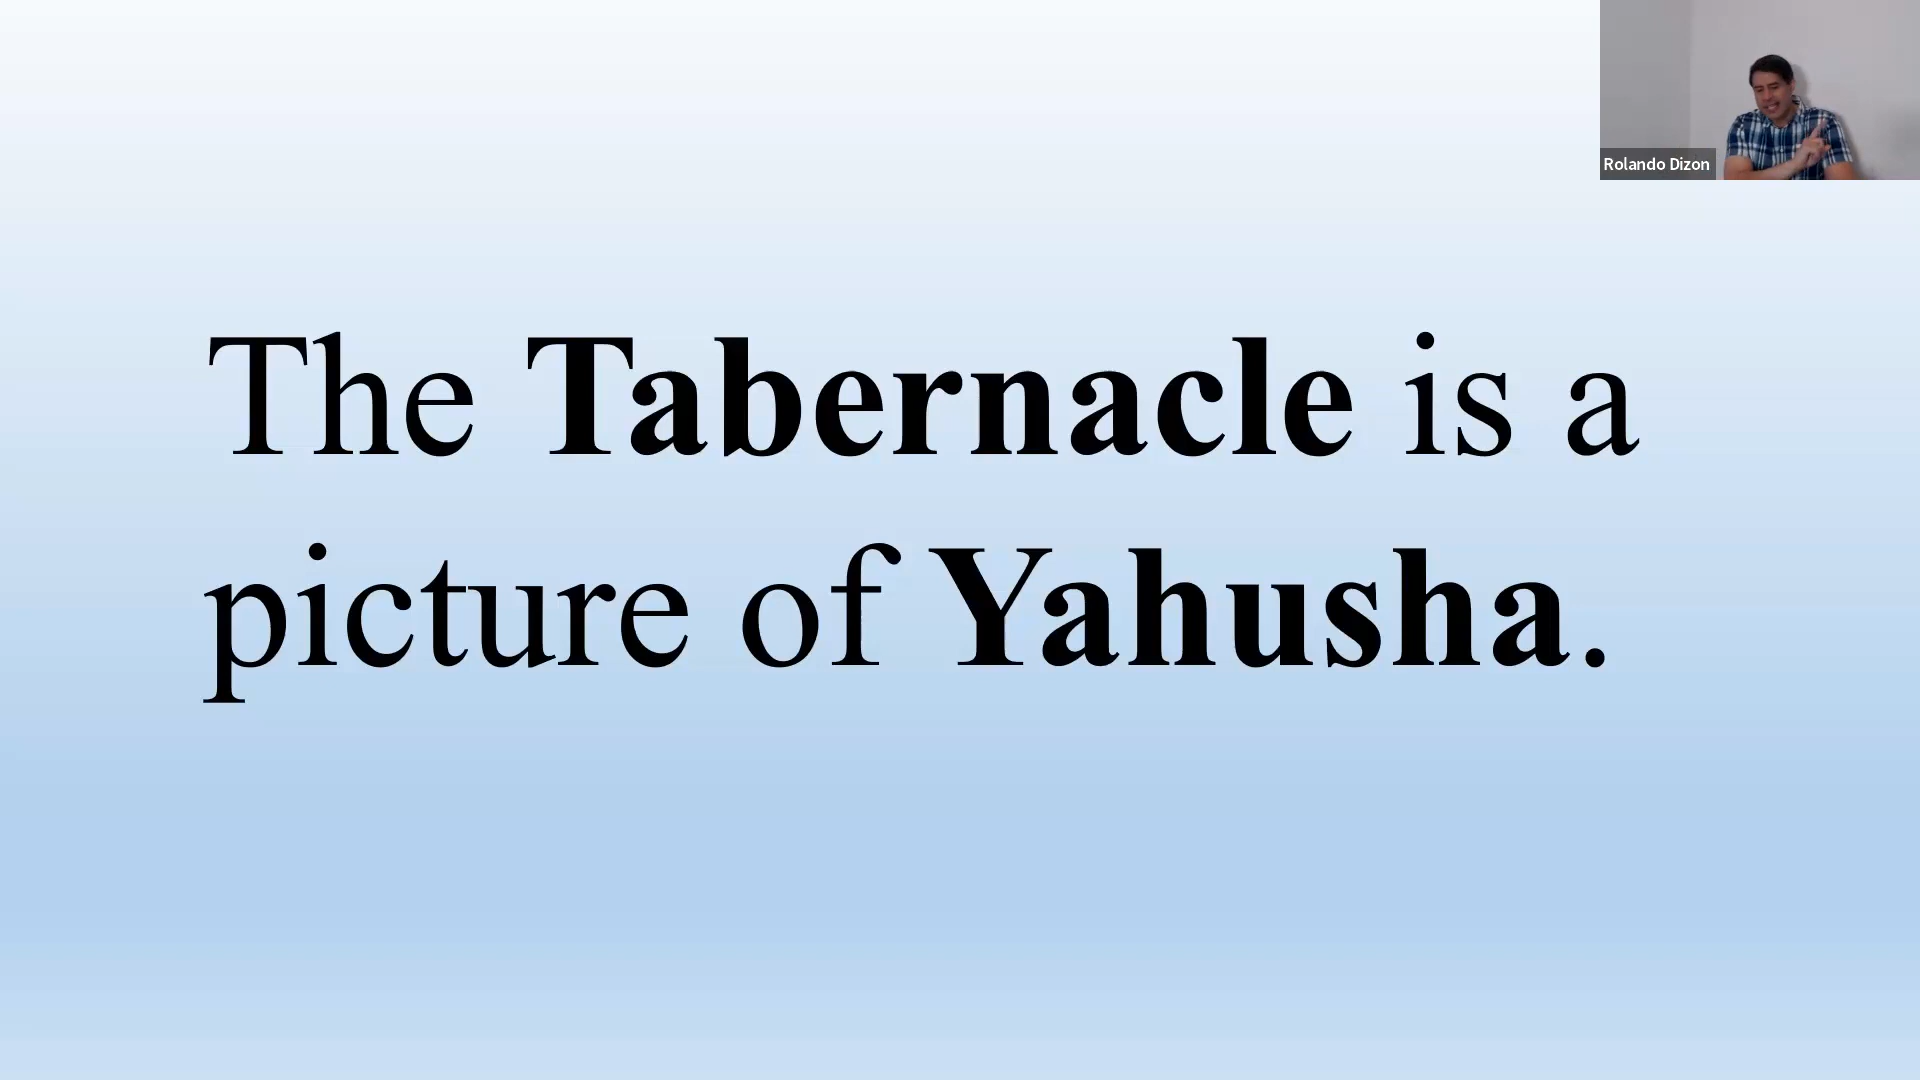 Rolando Dizon
The Tabernacle is a
picture of Yahusha.